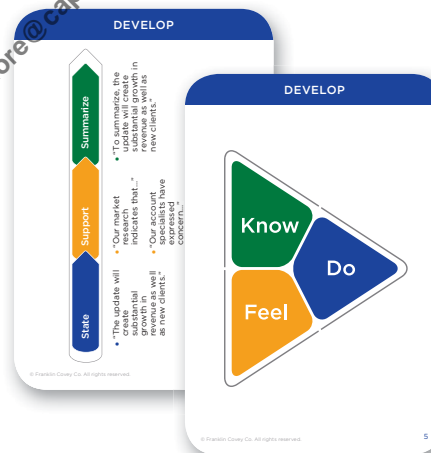 ore@cap
DEVELOP
Summarize
• "To summarize, the
update will create
substantial growth in
revenue as well as
new clients."
Support
• "Our market
research
indicates that..."
• "Our account
specialists have
expressed
concern..."
State
• "The update will
create
substantial
growth in
revenue as well
as new clients."
© Franklin Covey Co. All rights reserved.
DEVELOP
Know
Do
Feel
© Franklin Covey Co. All rights reserved.
5